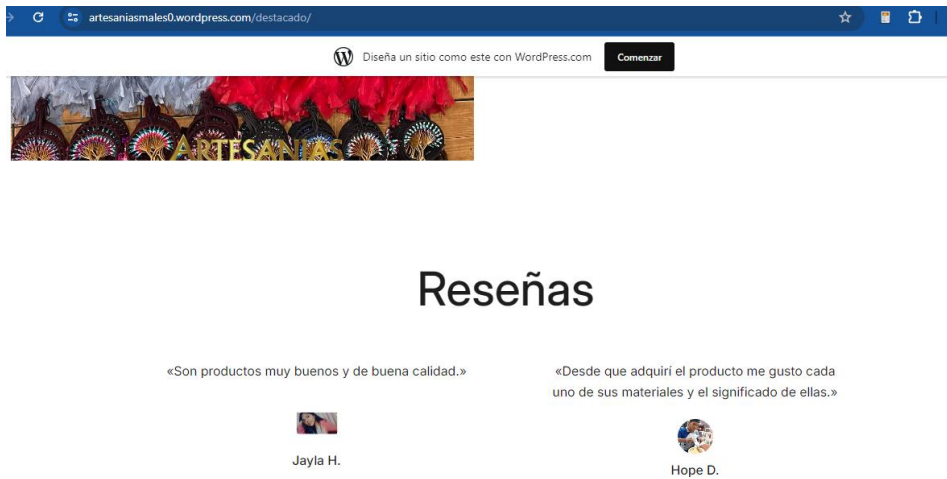 artesaniasmales0.wordpress.com/destacado/
Diseña un sitio como este con WordPress.com
Comenzar
ARTESANIAS
Reseñas
«Son productos muy buenos y de buena calidad.»
Jayla H.
«Desde que adquirí el producto me gusto cada
uno de sus materiales y el significado de ellas.»
Hope D.